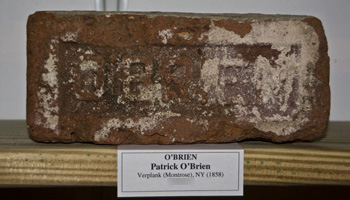 O'BRIEN
Patrick O'Brien
Verplank (Montrose), NY (1858)